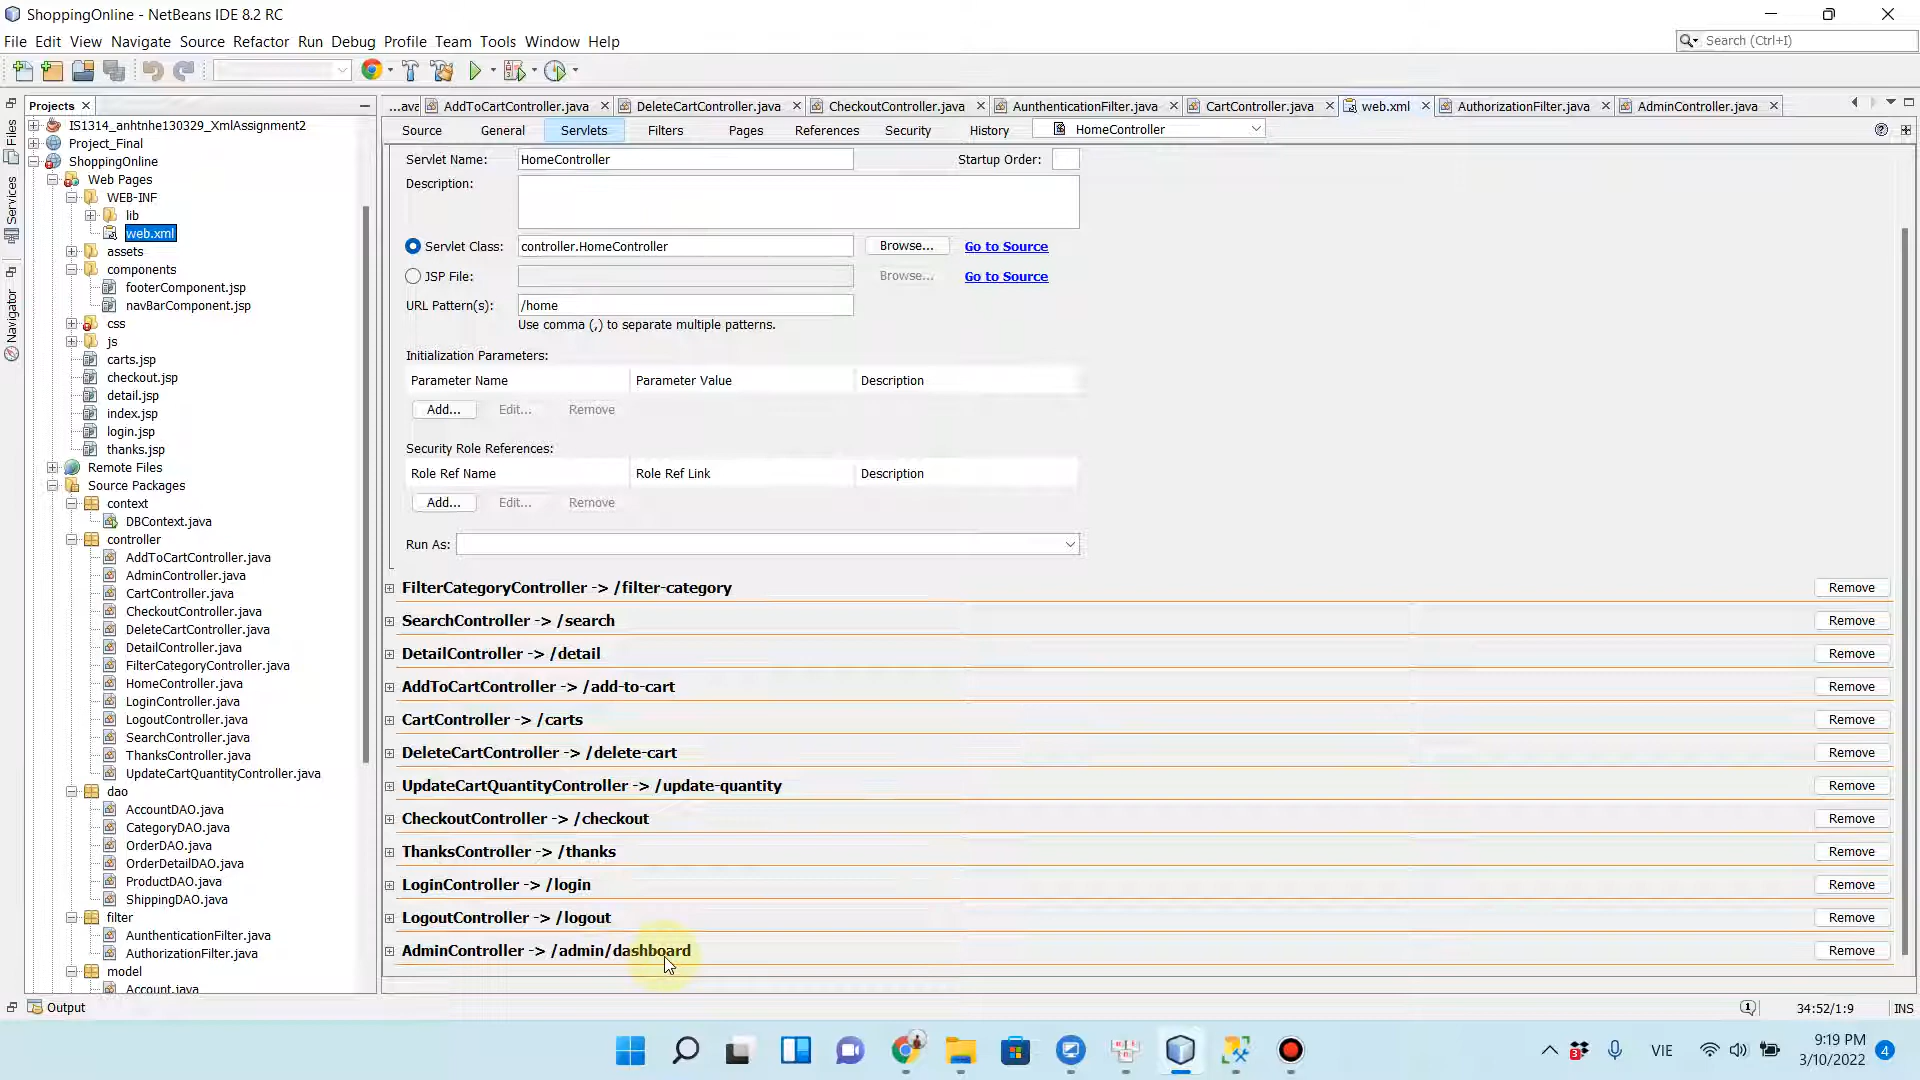 ShoppingOnline - NetBeans IDE 8.2 RC
File Edit View Navigate Source Refactor Run Debug Profile Team Tools Window Help
Search (Ctrl+I)
Projects
...ava AddToCartController.java DeleteCartController.java CheckoutController.java AunthenticationFilter.java CartController.java web.xml AuthorizationFilter.java AdminController.java
Source General Servlets Filters Pages References Security History HomeController
Files
Services
Navigator
IS1314_anhtnhe130329_XmlAssignment2
Project_Final
ShoppingOnline
Web Pages
WEB-INF
lib
web.xml
assets
components
footerComponent.jsp
navBarComponent.jsp
css
js
carts.jsp
checkout.jsp
detail.jsp
index.jsp
login.jsp
thanks.jsp
Remote Files
Source Packages
context
DBContext.java
controller
AddToCartController.java
AdminController.java
CartController.java
CheckoutController.java
DeleteCartController.java
DetailController.java
FilterCategoryController.java
HomeController.java
LoginController.java
LogoutController.java
SearchController.java
ThanksController.java
UpdateCartQuantityController.java
dao
AccountDAO.java
CategoryDAO.java
OrderDAO.java
OrderDetailDAO.java
ProductDAO.java
ShippingDAO.java
filter
AunthenticationFilter.java
AuthorizationFilter.java
model
Account.java
Servlet Name: HomeController Startup Order:
Description:
Servlet Class: controller.HomeController Browse... Go to Source
JSP File: Browse... Go to Source
URL Pattern(s): /home
Use comma (,) to separate multiple patterns.
Initialization Parameters:
Parameter Name Parameter Value Description
Add... Edit... Remove
Security Role References:
Role Ref Name Role Ref Link Description
Add... Edit... Remove
Run As:
FilterCategoryController -> /filter-category Remove
SearchController -> /search Remove
DetailController -> /detail Remove
AddToCartController -> /add-to-cart Remove
CartController -> /carts Remove
DeleteCartController -> /delete-cart Remove
UpdateCartQuantityController -> /update-quantity Remove
CheckoutController -> /checkout Remove
ThanksController -> /thanks Remove
LoginController -> /login Remove
LogoutController -> /logout Remove
AdminController -> /admin/dashboard Remove
Output
34:52/1:9 INS
VIE
9:19 PM
3/10/2022
4
3